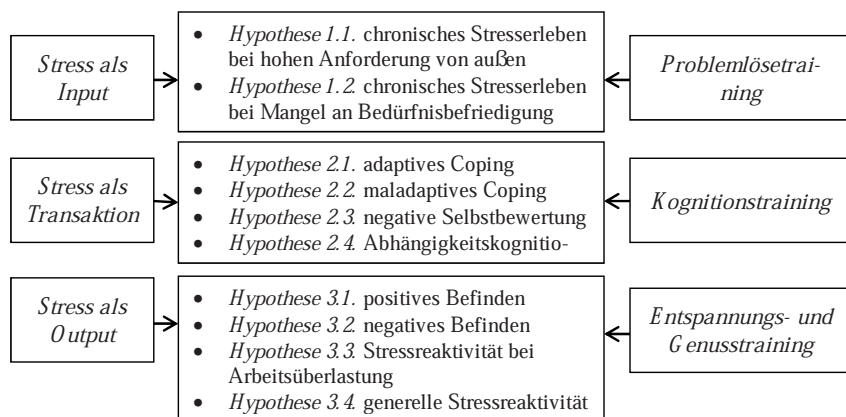 Stress als
Input
• Hypothese 1.1. chronisches Stresserleben
bei hohen Anforderung von außen
• Hypothese 1.2. chronisches Stresserleben
bei Mangel an Bedürfnisbefriedigung
Problemlösetrai-
ning
Stress als
Transaktion
• Hypothese 2.1. adaptives Coping
• Hypothese 2.2. maladaptives Coping
• Hypothese 2.3. negative Selbstbewertung
• Hypothese 2.4. Abhängigkeitskognitio-
Kognitionstraining
Stress als
Output
• Hypothese 3.1. positives Befinden
• Hypothese 3.2. negatives Befinden
• Hypothese 3.3. Stressreaktivität bei
Arbeitsüberlastung
• Hypothese 3.4. generelle Stressreaktivität
Entspannungs- und
Genusstraining